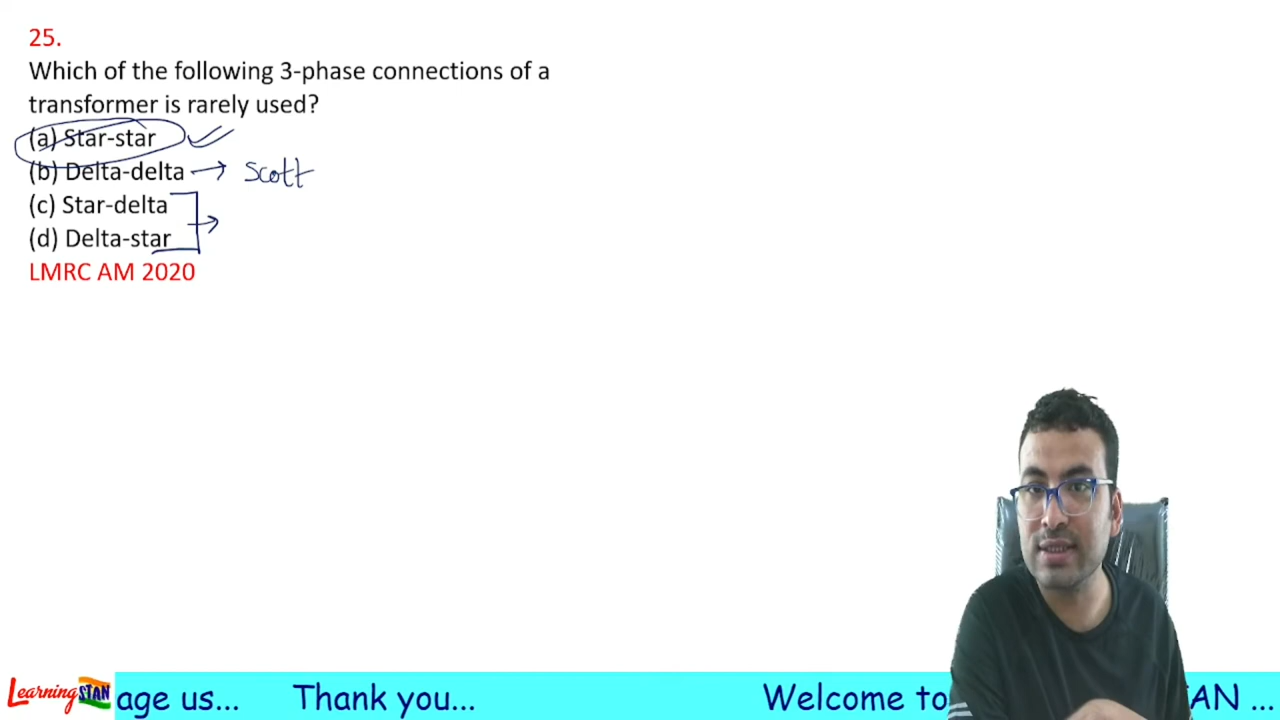 25.
Which of the following 3-phase connections of a
transformer is rarely used?
(a) Star-star
(b) Delta-delta → Scott
(c) Star-delta
(d) Delta-star
LMRC AM 2020
Learning STAN
age us... Thank you... Welcome to AN ...